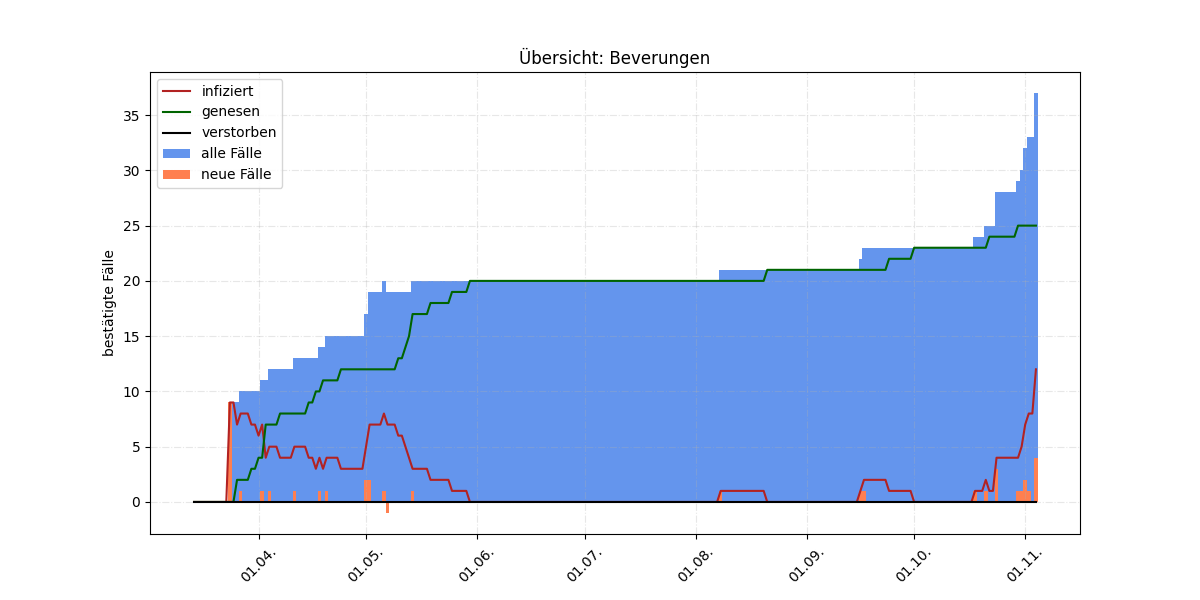 Übersicht: Beverungen
infiziert
genesen
verstorben
alle Fälle
neue Fälle
bestätigte Fälle
35
30
25
20
15
10
5
0
01.04.
01.05.
01.06.
01.07.
01.08.
01.09.
01.10.
01.11.